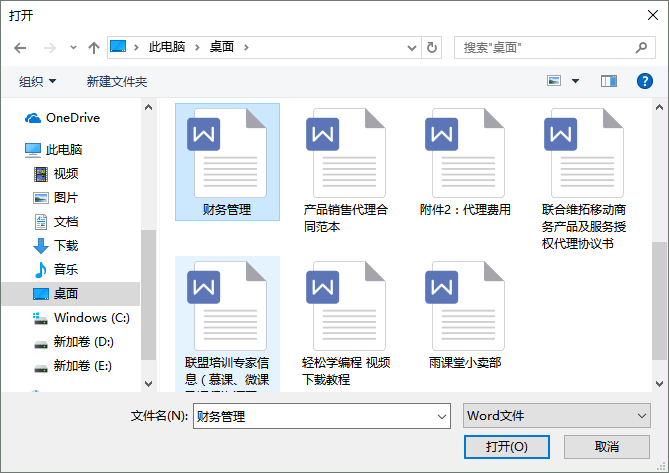 打开
此电脑 桌面
搜索"桌面"
组织 新建文件夹
OneDrive
此电脑
视频
图片
文档
下载
音乐
桌面
Windows (C:)
新加卷 (D:)
新加卷 (E:)
财务管理
产品销售代理合
同范本
附件2：代理费用
联合维拓移动商
务产品及服务授
权代理协议书
联盟培训专家信
息（慕课、微课
轻松学编程 视频
下载教程
雨课堂小卖部
文件名(N):
财务管理
Word文件
打开(O)
取消